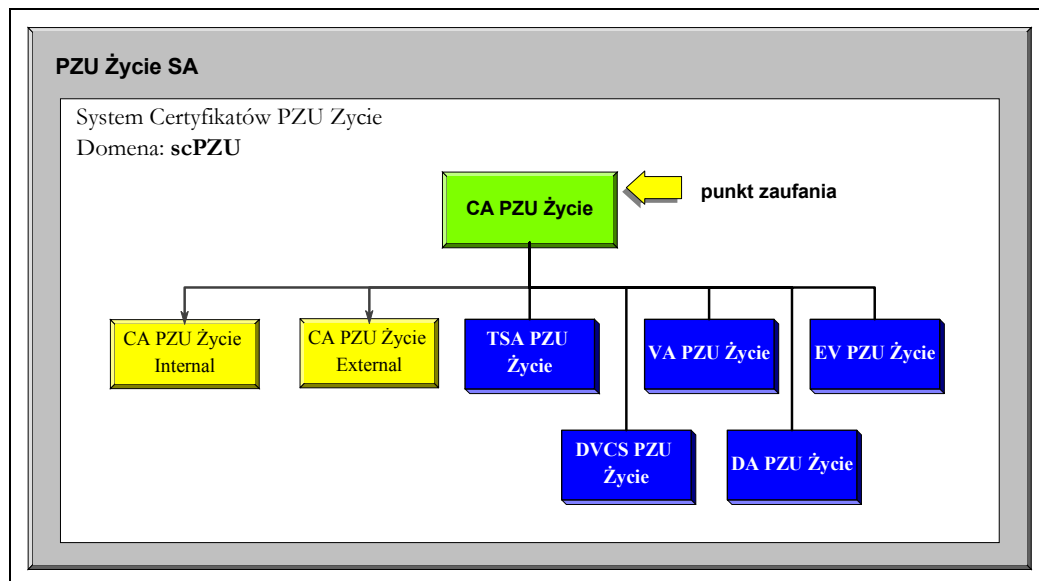 PZU Życie SA
System Certyfikatów PZU Zycie
Domena: scPZU
CA PZU Życie
punkt zaufania
CA PZU Życie
Internal
CA PZU Życie
External
TSA PZU
Życie
VA PZU Życie
EV PZU Życie
DVCS PZU
Życie
DA PZU Życie